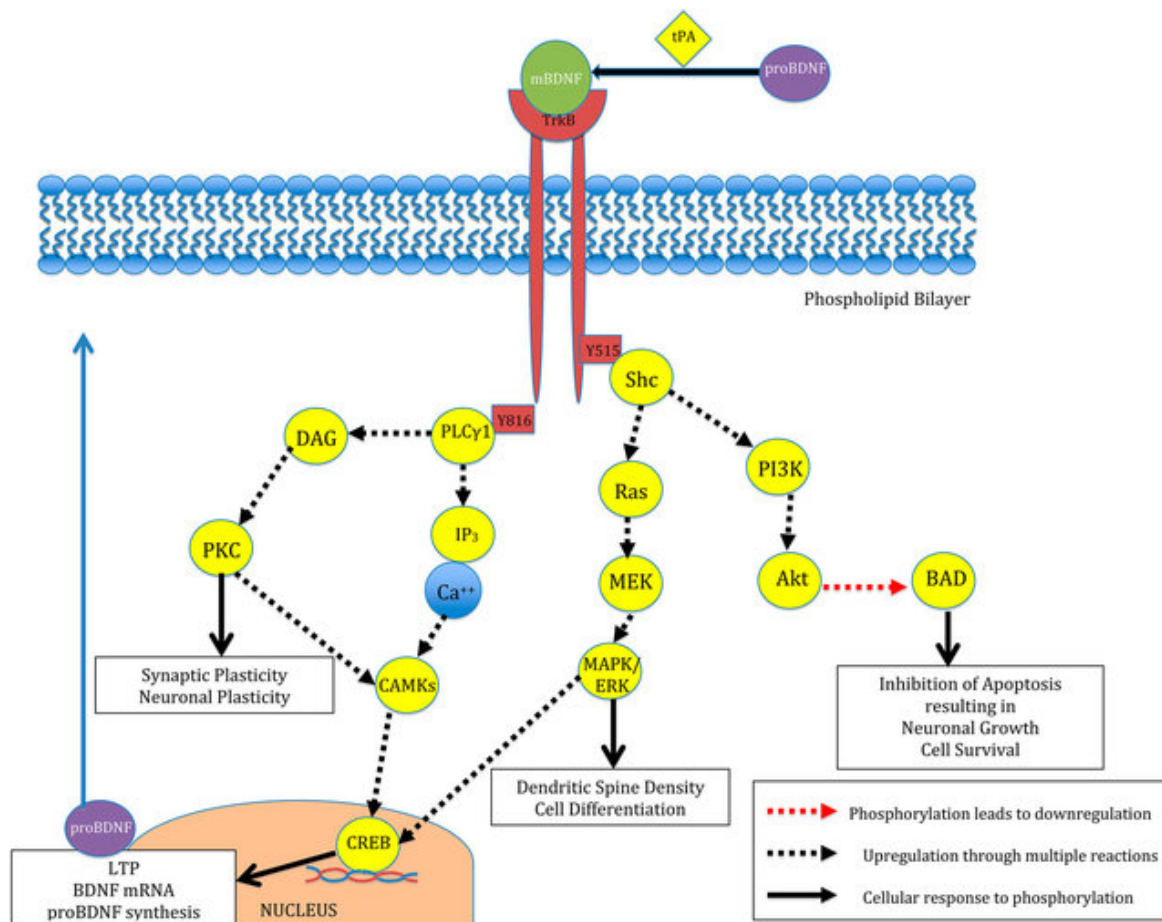 tPA
mBDNF
proBDNF
TrkB
Phospholipid Bilayer
Y515
Shc
Y816
PLCγ1
DAG
PI3K
Ras
IP₃
PKC
Ca⁺⁺
MEK
Akt
BAD
Synaptic Plasticity
Neuronal Plasticity
CAMKs
MAPK/
ERK
Inhibition of Apoptosis
resulting in
Neuronal Growth
Cell Survival
Dendritic Spine Density
Cell Differentiation
proBDNF
CREB
LTP
BDNF mRNA
proBDNF synthesis
NUCLEUS
Phosphorylation leads to downregulation
Upregulation through multiple reactions
Cellular response to phosphorylation